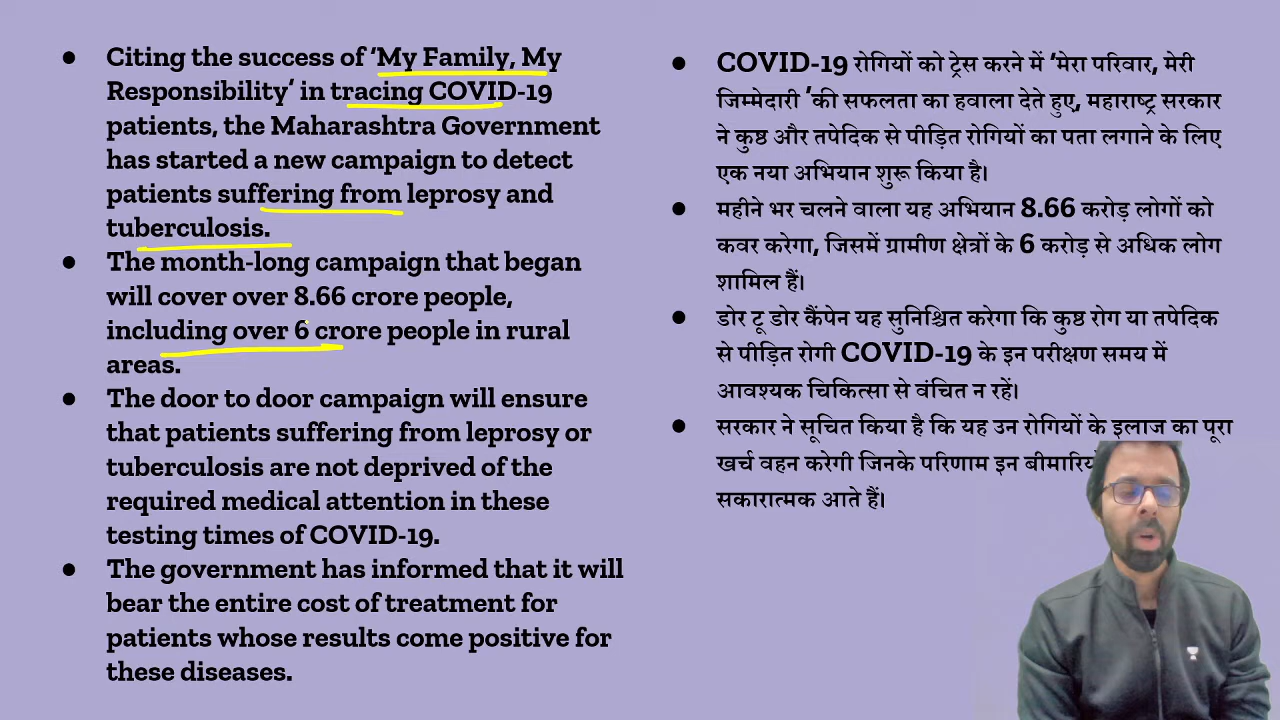 ● Citing the success of ‘My Family, My
Responsibility’ in tracing COVID-19
patients, the Maharashtra Government
has started a new campaign to detect
patients suffering from leprosy and
tuberculosis.
● The month-long campaign that began
will cover over 8.66 crore people,
including over 6 crore people in rural
areas.
● The door to door campaign will ensure
that patients suffering from leprosy or
tuberculosis are not deprived of the
required medical attention in these
testing times of COVID-19.
● The government has informed that it will
bear the entire cost of treatment for
patients whose results come positive for
these diseases.
● COVID-19 रोगियों को ट्रेस करने में ‘मेरा परिवार, मेरी
जिम्मेदारी ’की सफलता का हवाला देते हुए, महाराष्ट्र सरकार
ने कुष्ठ और तपेदिक से पीड़ित रोगियों का पता लगाने के लिए
एक नया अभियान शुरू किया है।
● महीने भर चलने वाला यह अभियान 8.66 करोड़ लोगों को
कवर करेगा, जिसमें ग्रामीण क्षेत्रों के 6 करोड़ से अधिक लोग
शामिल हैं।
● डोर टू डोर कैंपेन यह सुनिश्चित करेगा कि कुष्ठ रोग या तपेदिक
से पीड़ित रोगी COVID-19 के इन परीक्षण समय में
आवश्यक चिकित्सा से वंचित न रहें।
● सरकार ने सूचित किया है कि यह उन रोगियों के इलाज का पूरा
खर्च वहन करेगी जिनके परिणाम इन
सकारात्मक आते हैं।